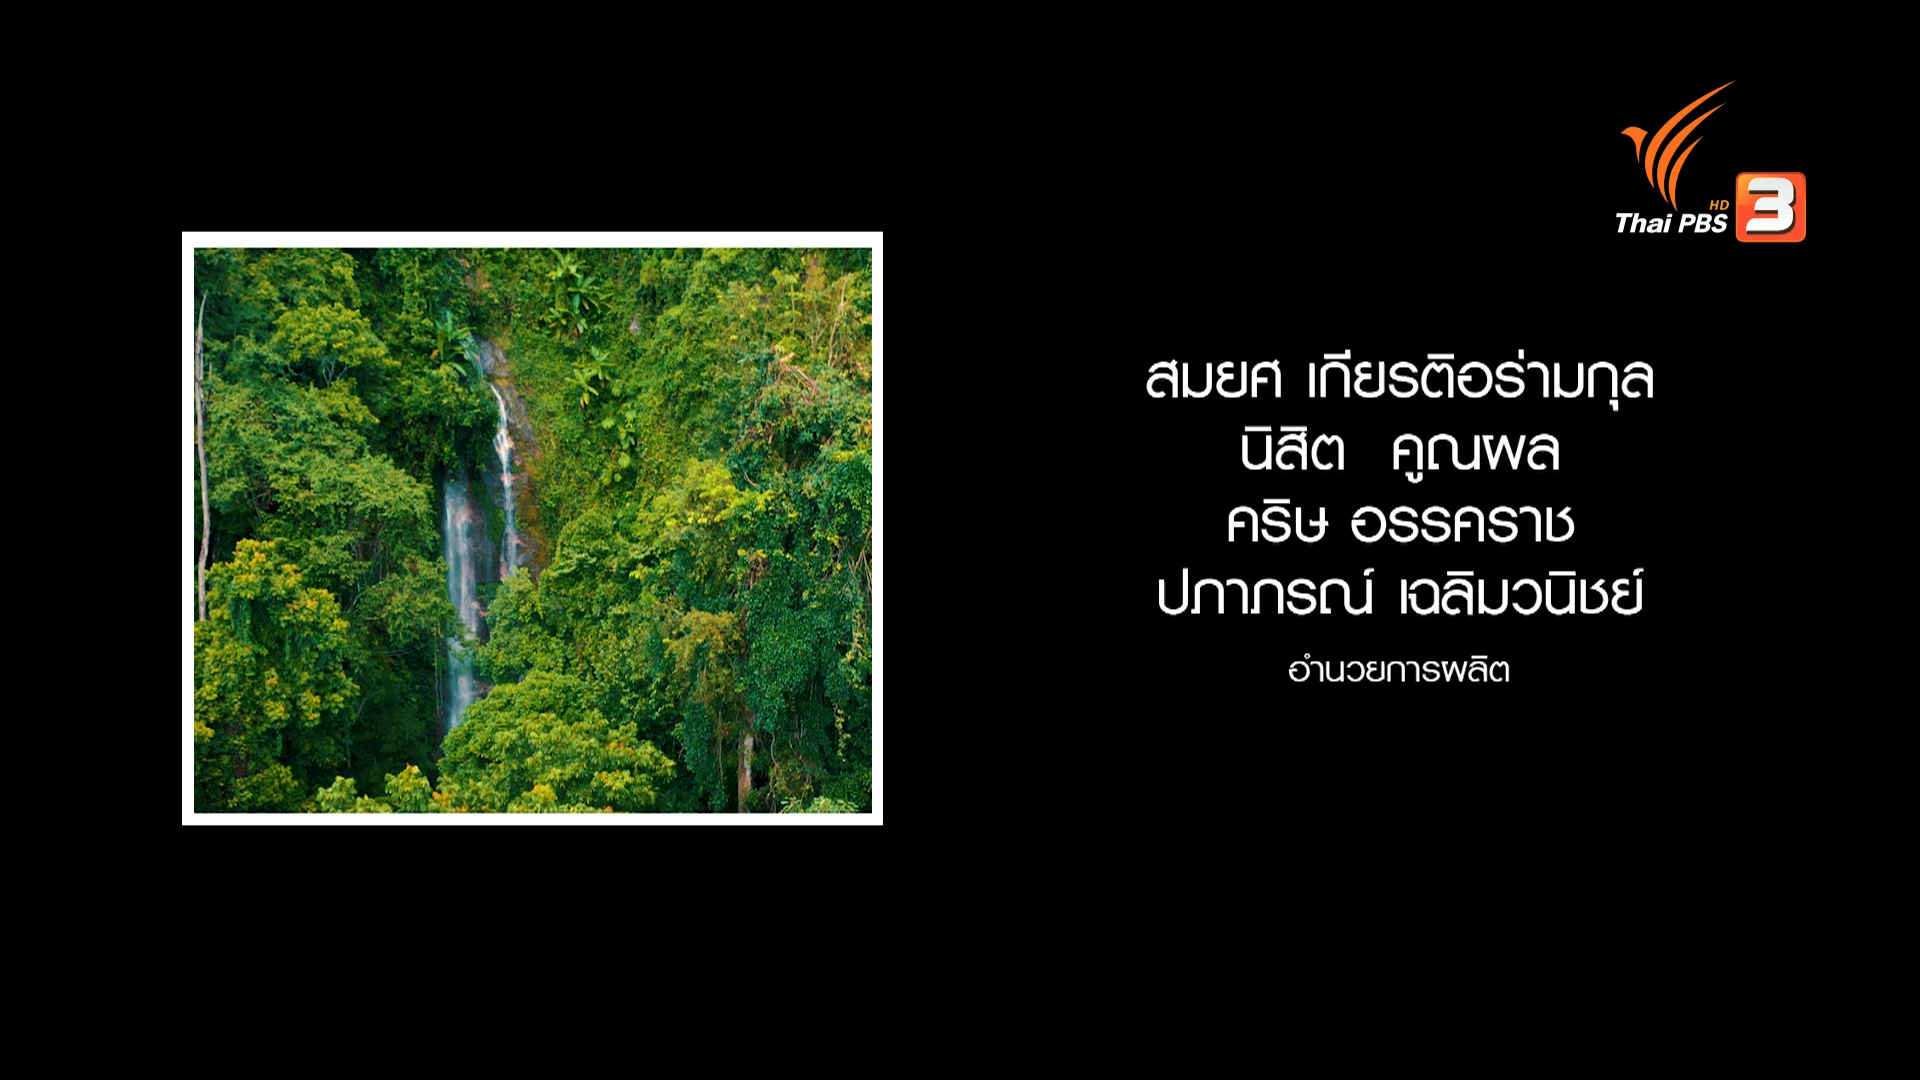 HD
Thai PBS 3
สมยศ เกียรติอร่ามกุล
นิสิต คูณผล
คริษ อรรคราช
ปภาภรณ์ เฉลิมวนิชย์
อำนวยการผลิต